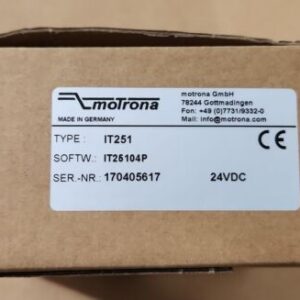 motrona
MADE IN GERMANY
motrona GmbH
78244 Gottmadingen
Fon: +49 (0)7731/9332-0
Mail: info@motrona.com
TYPE : IT251
CE
SOFTW.: IT25104P
SER.-NR.: 170405617 24VDC